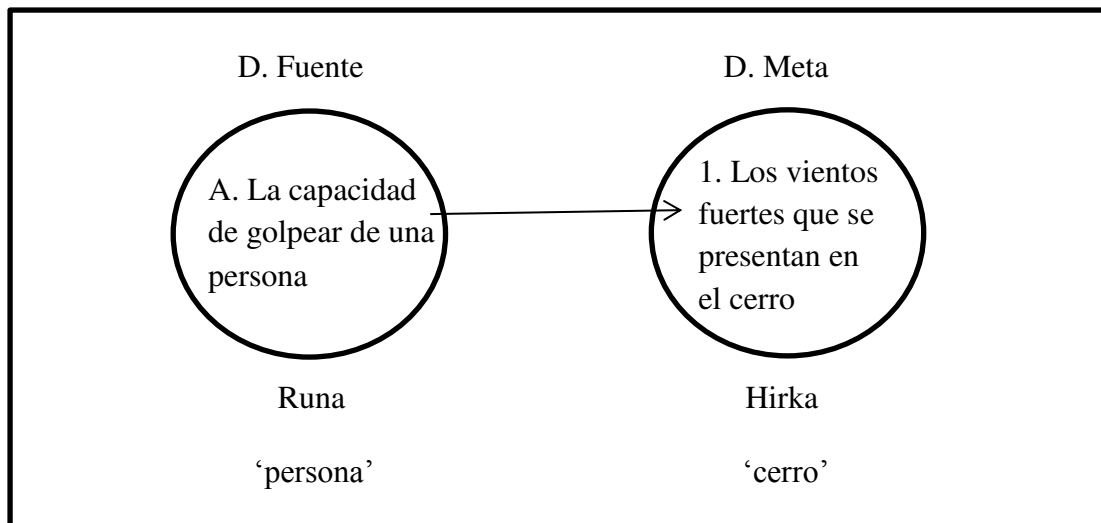 D. Fuente
D. Meta
A. La capacidad
de golpear de una
persona
1. Los vientos
fuertes que se
presentan en
el cerro
Runa
Hirka
‘persona’
‘cerro’